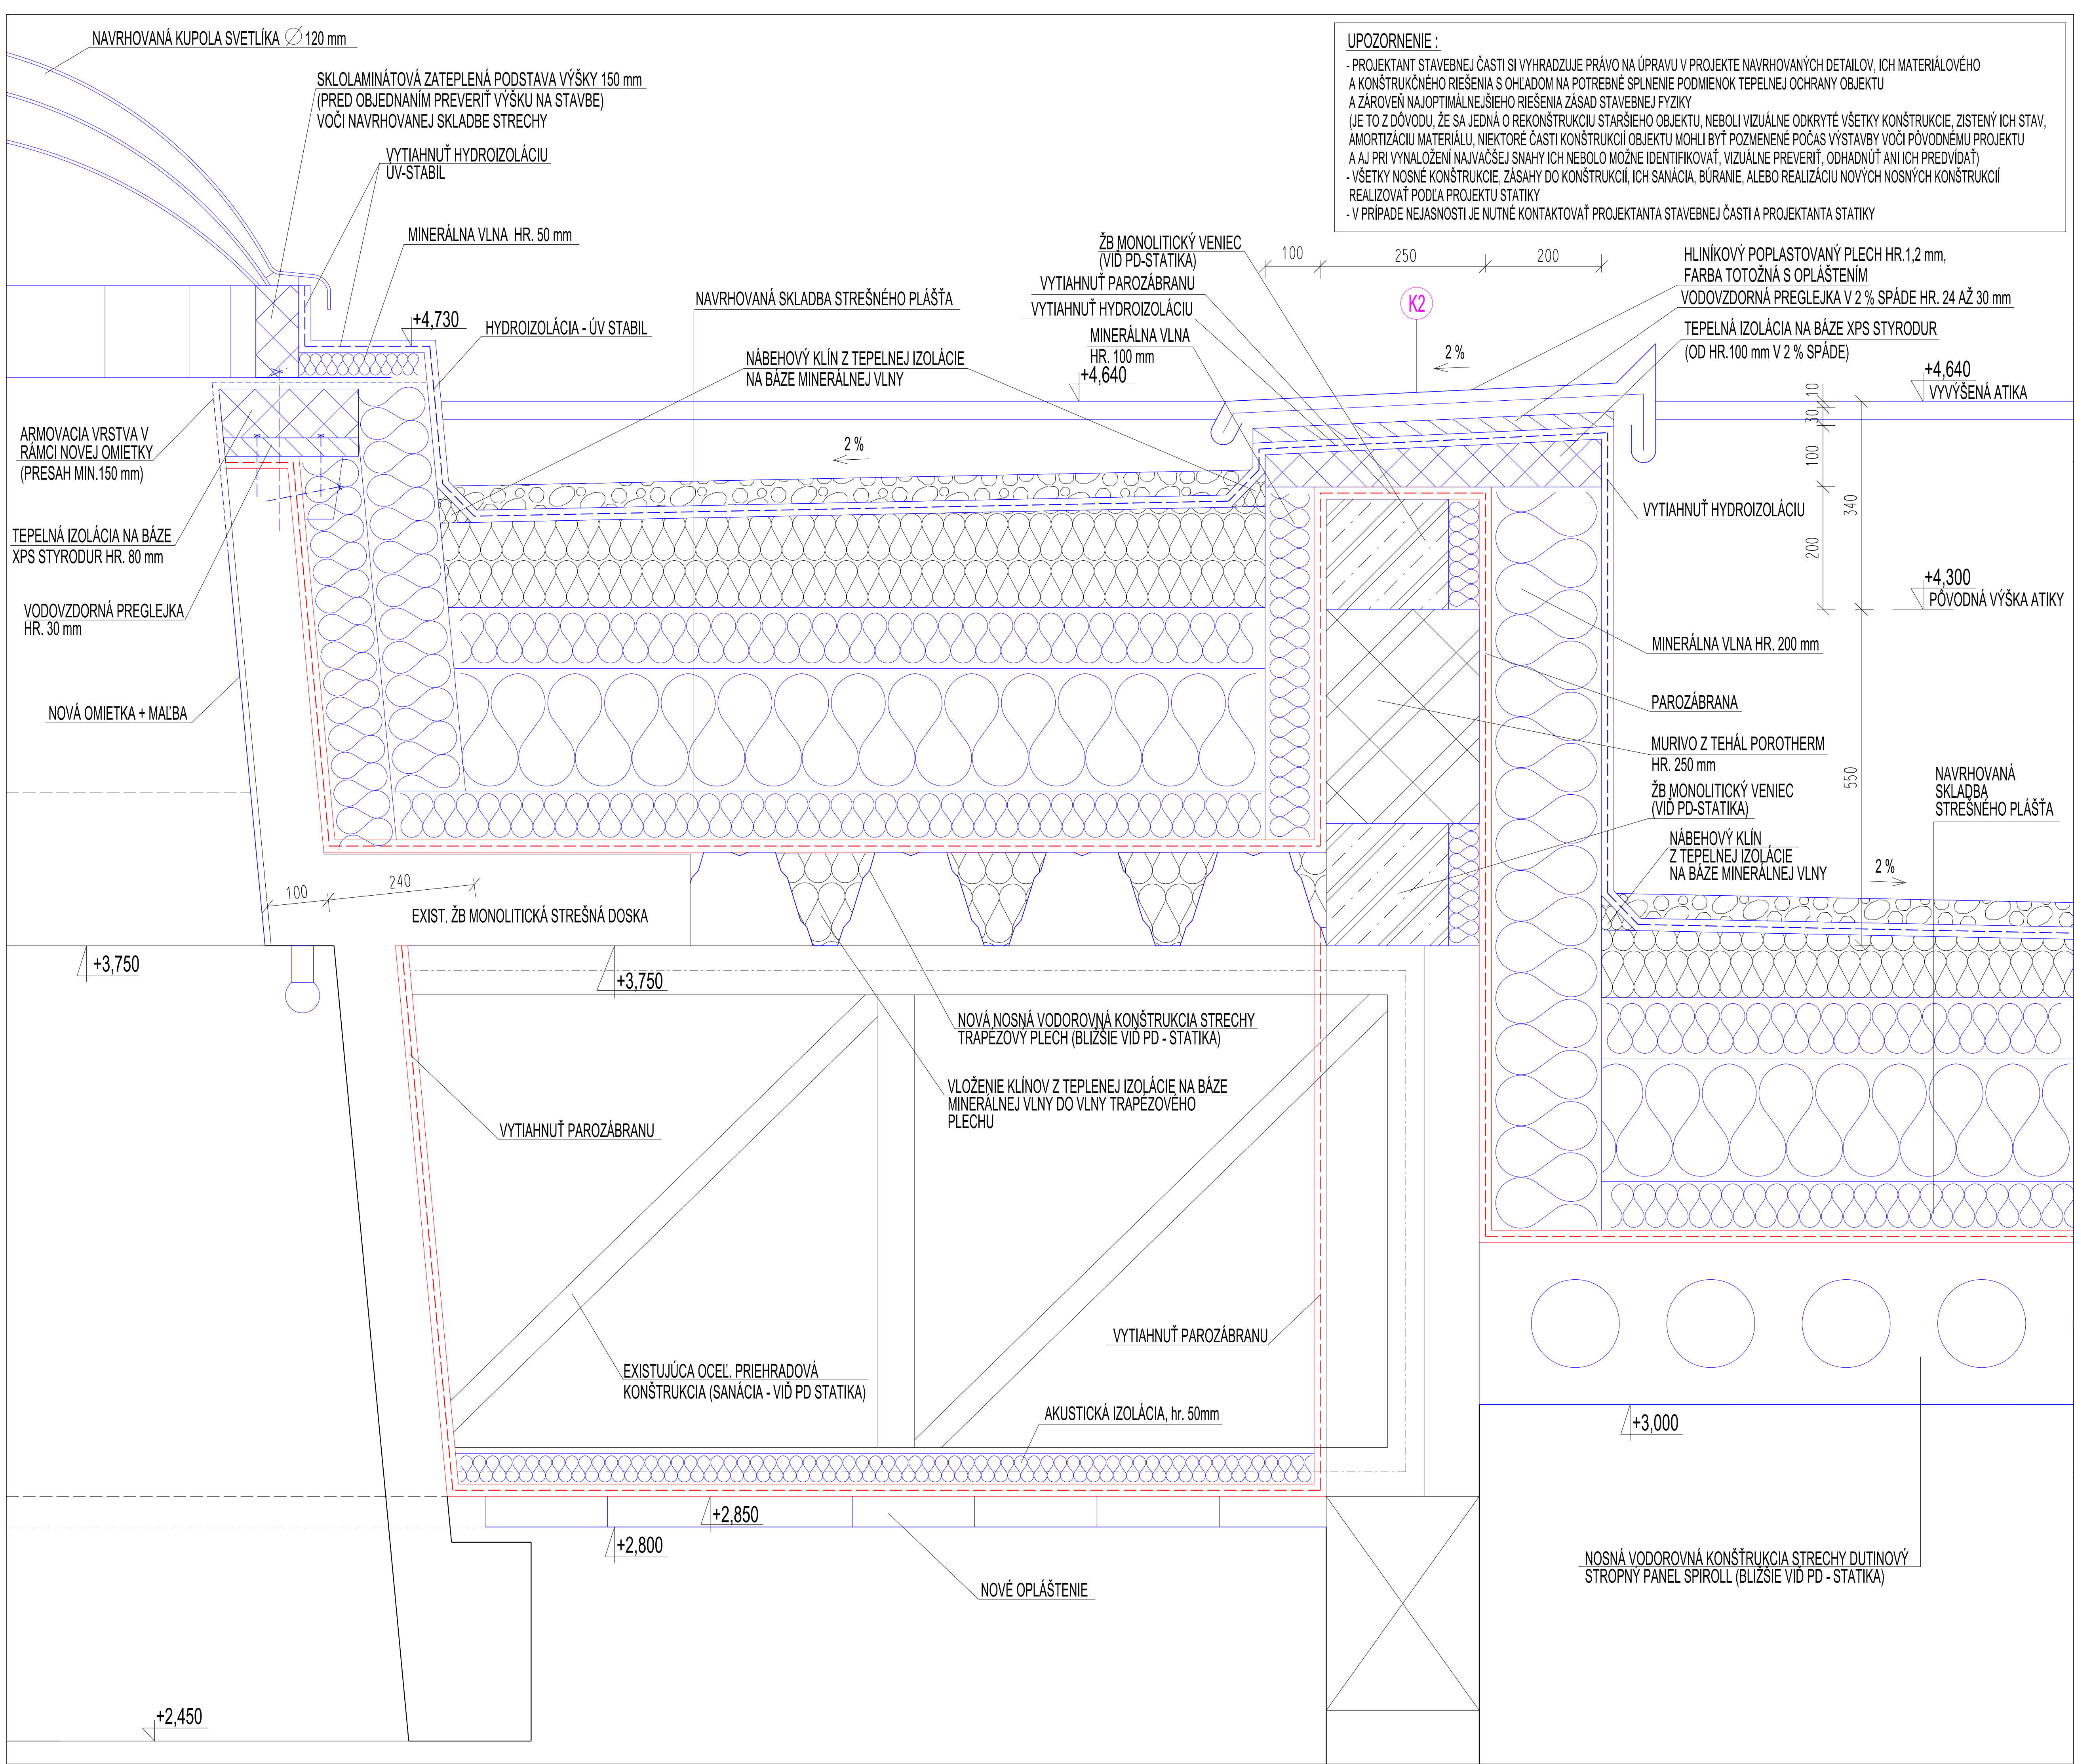 NAVRHOVANÁ KUPOLA SVETLÍKA ∅ 120 mm
SKLOLAMINÁTOVÁ ZATEPLENÁ PODSTAVA VÝŠKY 150 mm
(PRED OBJEDNANÍM PREVERIŤ VÝŠKU NA STAVBE)
VOČI NAVRHOVANEJ SKLADBE STRECHY
VYTIAHNUŤ HYDROIZOLÁCIU
ÚV-STABIL
MINERÁLNA VLNA HR. 50 mm
+4,730
HYDROIZOLÁCIA - ÚV STABIL
NAVRHOVANÁ SKLADBA STREŠNÉHO PLÁŠŤA
NÁBEHOVÝ KLÍN Z TEPELNEJ IZOLÁCIE
NA BÁZE MINERÁLNEJ VLNY
2 %
UPOZORNENIE :
- PROJEKTANT STAVEBNEJ ČASTI SI VYHRADZUJE PRÁVO NA ÚPRAVU V PROJEKTE NAVRHOVANÝCH DETAILOV, ICH MATERIÁLOVÉHO
A KONŠTRUKČNÉHO RIEŠENIA S OHĽADOM NA POTREBNÉ SPLNENIE PODMIENOK TEPELNEJ OCHRANY OBJEKTU
A ZÁROVEŇ NAJOPTIMÁLNEJŠIEHO RIEŠENIA ZÁSAD STAVEBNEJ FYZIKY
(JE TO Z DÔVODU, ŽE SA JEDNÁ O REKONŠTRUKCIU STARŠIEHO OBJEKTU, NEBOLI VIZUÁLNE ODKRYTÉ VŠETKY KONŠTRUKCIE, ZISTENÝ ICH STAV,
AMORTIZÁCIU MATERIÁLU, NIEKTORÉ ČASTI KONŠTRUKCIÍ OBJEKTU MOHLI BYŤ POZMENENÉ POČAS VÝSTAVBY VOČI PÔVODNÉMU PROJEKTU
A AJ PRI VYNALOŽENÍ NAJVAČŠEJ SNAHY ICH NEBOLO MOŽNE IDENTIFIKOVAŤ, VIZUÁLNE PREVERIŤ, ODHADNÚŤ ANI ICH PREDVÍDAŤ)
- VŠETKY NOSNÉ KONŠTRUKCIE, ZÁSAHY DO KONŠTRUKCIÍ, ICH SANÁCIA, BÚRANIE, ALEBO REALIZÁCIU NOVÝCH NOSNÝCH KONŠTRUKCIÍ
REALIZOVAŤ PODĽA PROJEKTU STATIKY
- V PRÍPADE NEJASNOSTI JE NUTNÉ KONTAKTOVAŤ PROJEKTANTA STAVEBNEJ ČASTI A PROJEKTANTA STATIKY
ŽB MONOLITICKÝ VENIEC
(VIĎ PD-STATIKA)
VYTIAHNUŤ PAROZÁBRANU
VYTIAHNUŤ HYDROIZOLÁCIU
MINERÁLNA VLNA
HR. 100 mm
+4,640
100
250
200
K2
2 %
HLINÍKOVÝ POPLASTOVANÝ PLECH HR.1,2 mm,
FARBA TOTOŽNÁ S OPLÁŠTENÍM
VODOVZDORNÁ PREGLEJKA V 2 % SPÁDE HR. 24 AŽ 30 mm
TEPELNÁ IZOLÁCIA NA BÁZE XPS STYRODUR
(OD HR.100 mm V 2 % SPÁDE)
+4,640
VYVÝŠENÁ ATIKA
10
30
100
200
340
550
+4,300
PÔVODNÁ VÝŠKA ATIKY
VYTIAHNUŤ HYDROIZOLÁCIU
MINERÁLNA VLNA HR. 200 mm
PAROZÁBRANA
MURIVO Z TEHÁL POROTHERM
HR. 250 mm
ŽB MONOLITICKÝ VENIEC
(VIĎ PD-STATIKA)
NÁBEHOVÝ KLÍN
Z TEPELNEJ IZOLÁCIE
NA BÁZE MINERÁLNEJ VLNY
NAVRHOVANÁ
SKLADBA
STREŠNÉHO PLÁŠŤA
2 %
ARMOVACIA VRSTVA V
RÁMCI NOVEJ OMIETKY
(PRESAH MIN.150 mm)
TEPELNÁ IZOLÁCIA NA BÁZE
XPS STYRODUR HR. 80 mm
VODOVZDORNÁ PREGLEJKA
HR. 30 mm
NOVÁ OMIETKA + MAĽBA
100
240
EXIST. ŽB MONOLITICKÁ STREŠNÁ DOSKA
+3,750
+3,750
NOVÁ NOSNÁ VODOROVNÁ KONŠTRUKCIA STRECHY
TRAPÉZOVÝ PLECH (BLIŽŠIE VIĎ PD - STATIKA)
VLOŽENIE KLÍNOV Z TEPLENEJ IZOLÁCIE NA BÁZE
MINERÁLNEJ VLNY DO VLNY TRAPÉZOVÉHO
PLECHU
VYTIAHNUŤ PAROZÁBRANU
VYTIAHNUŤ PAROZÁBRANU
EXISTUJÚCA OCEĽ. PRIEHRADOVÁ
KONŠTRUKCIA (SANÁCIA - VIĎ PD STATIKA)
AKUSTICKÁ IZOLÁCIA, hr. 50mm
+3,000
+2,850
+2,800
NOVÉ OPLÁŠTENIE
NOSNÁ VODOROVNÁ KONŠŤRUKCIA STRECHY DUTINOVÝ
STROPNÝ PANEL SPIROLL (BLIŽŠIE VIĎ PD - STATIKA)
+2,450